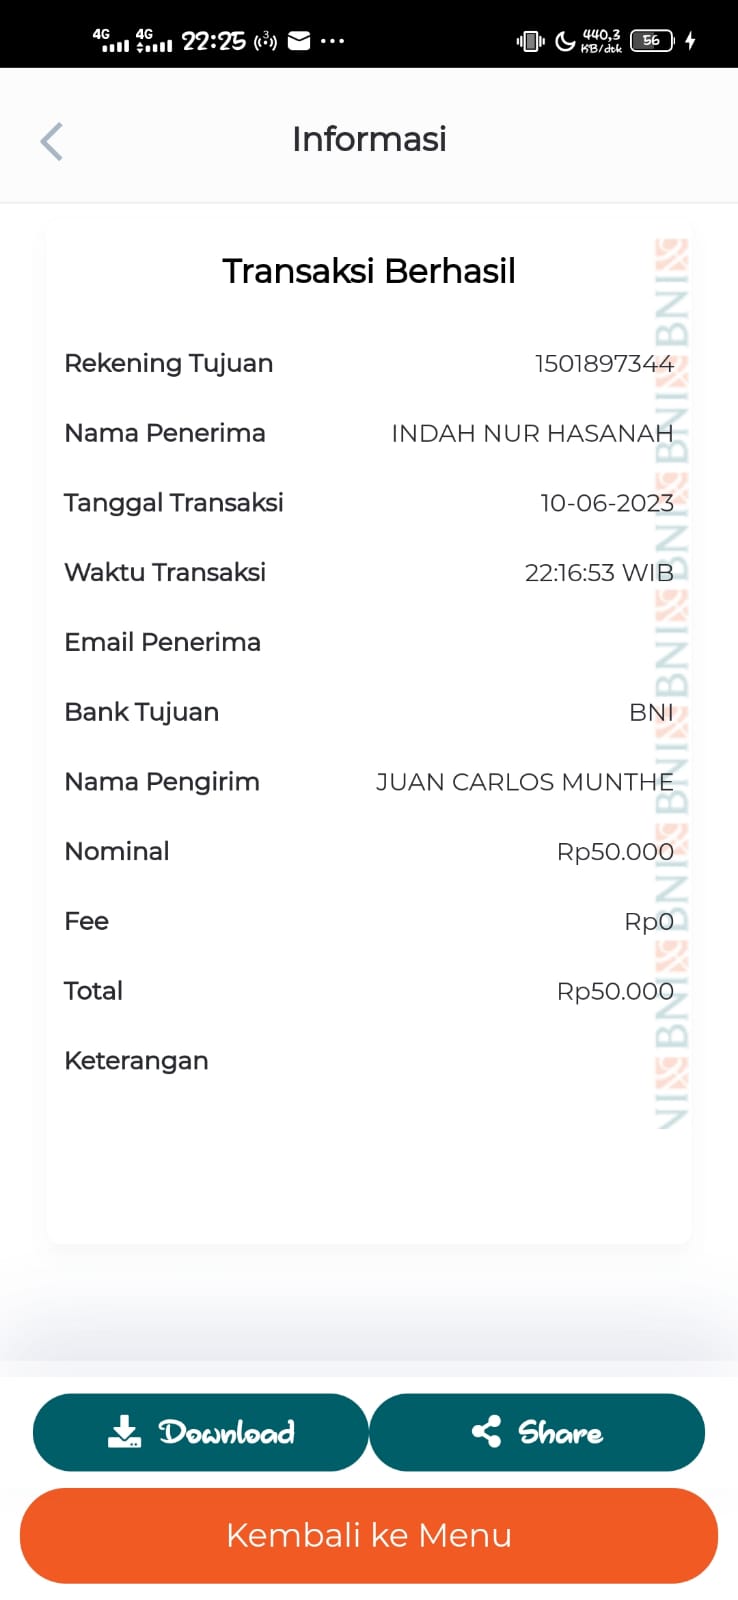 4G 4G 22:25 440,3 KB/dtk 56
Informasi
Transaksi Berhasil
Rekening Tujuan 1501897344
Nama Penerima INDAH NUR HASANAH
Tanggal Transaksi 10-06-2023
Waktu Transaksi 22:16:53 WIB
Email Penerima
Bank Tujuan BNI
Nama Pengirim JUAN CARLOS MUNTHE
Nominal Rp50.000
Fee Rp0
Total Rp50.000
Keterangan
BNI BNI BNI BNI BNI BNI BNI NI
Download Share
Kembali ke Menu